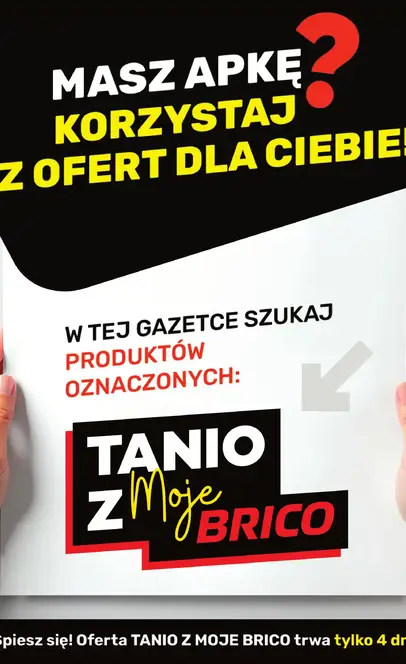 MASZ APKĘ?
KORZYSTAJ
Z OFERT DLA CIEBIE!
W TEJ GAZETCE SZUKAJ
PRODUKTÓW
OZNACZONYCH:
TANIO
Z Moje
BRICO
Spiesz się! Oferta TANIO Z MOJE BRICO trwa tylko 4 dn